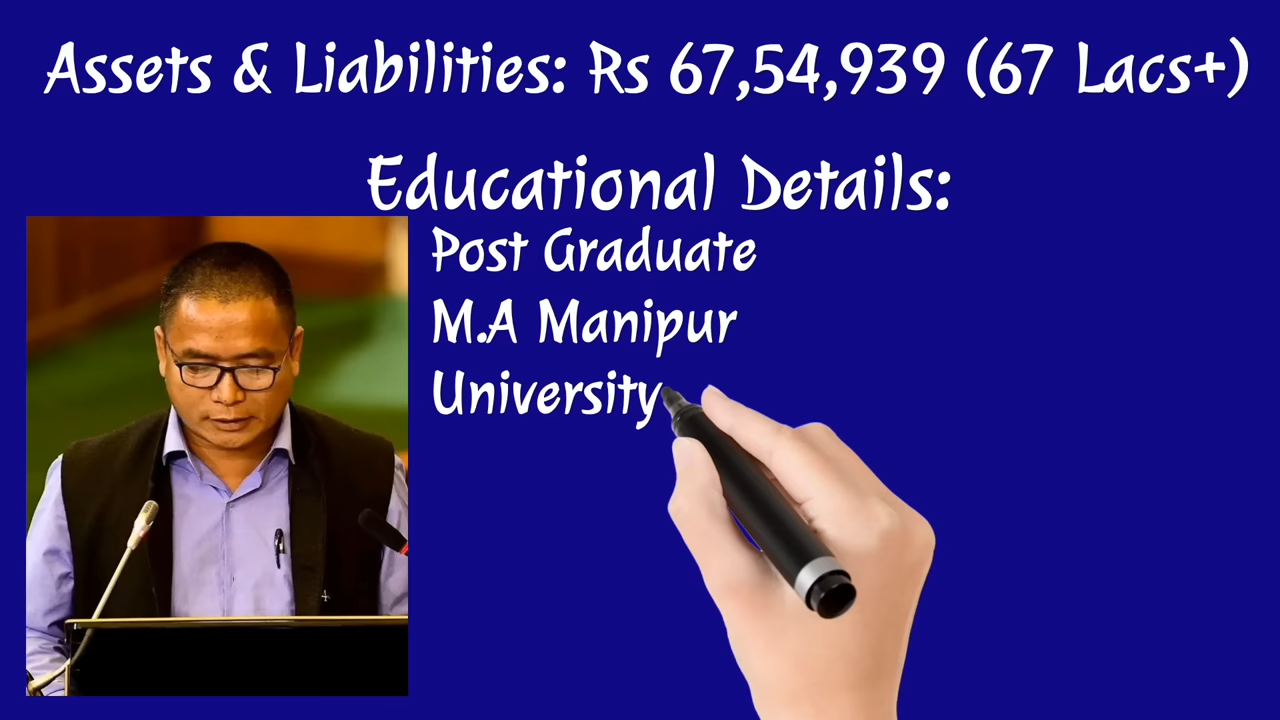 Assets & Liabilities: Rs 67,54,939 (67 Lacs+)
Educational Details:
Post Graduate
M.A Manipur
University